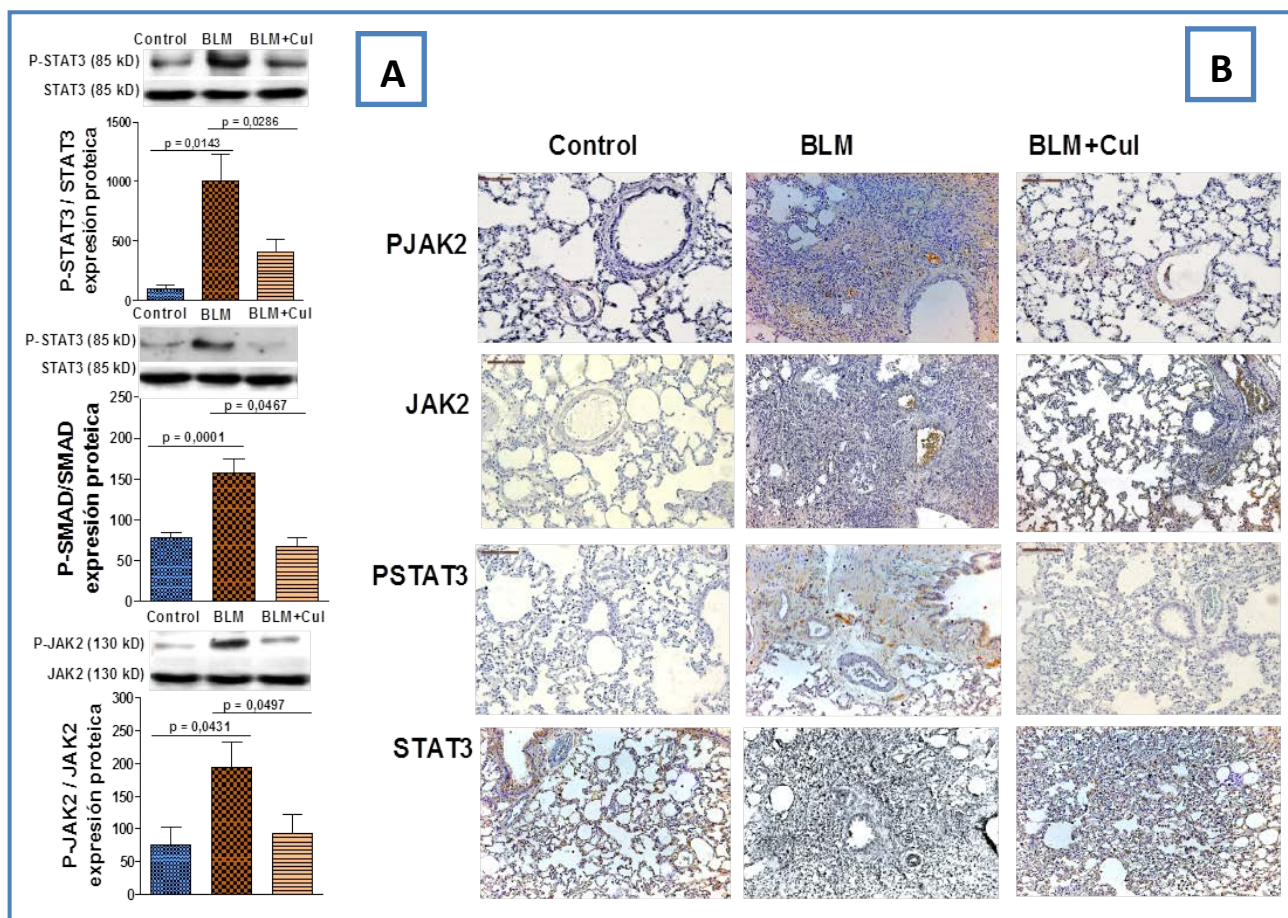 Control BLM BLM+Cul
P-STAT3 (85 kD)
STAT3 (85 kD)
1500
1000
500
0
p = 0,0286
p = 0,0143
P-STAT3 / STAT3
expresión proteica
Control BLM BLM+Cul
P-STAT3 (85 kD)
STAT3 (85 kD)
250
200
150
100
50
0
p = 0,0467
p = 0,0001
P-SMAD/SMAD
expresión proteica
Control BLM BLM+Cul
P-JAK2 (130 kD)
JAK2 (130 kD)
300
250
200
150
100
50
0
p = 0,0497
p = 0,0431
P-JAK2 / JAK2
expresión proteica
A
B
Control BLM BLM+Cul
PJAK2
JAK2
PSTAT3
STAT3